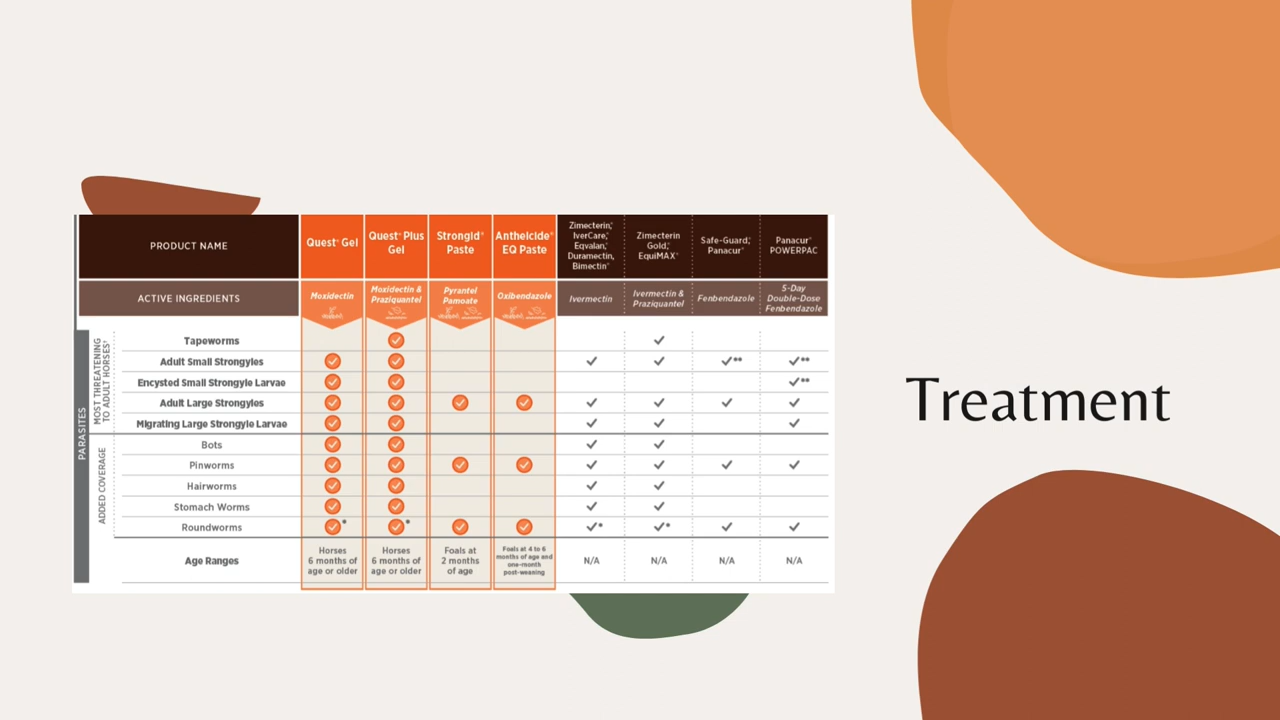 PRODUCT NAME
Quest® Gel
Quest® Plus
Gel
Strongid®
Paste
Anthelcide®
EQ Paste
Zimecterin,®
IverCare,®
Eqvalan,®
Duramectin,
Bimectin®
Zimecterin
Gold,®
EquiMAX®
Safe-Guard,®
Panacur®
Panacur®
POWERPAC
ACTIVE INGREDIENTS
Moxidectin
Moxidectin &
Praziquantel
Pyrantel
Pamoate
Oxibendazole
Ivermectin
Ivermectin &
Praziquantel
Fenbendazole
5-Day
Double-Dose
Fenbendazole
PARASITES
MOST THREATENING
TO ADULT HORSES†
Tapeworms
Adult Small Strongyles ** **
Encysted Small Strongyle Larvae **
Adult Large Strongyles
Migrating Large Strongyle Larvae
ADDED COVERAGE
Bots
Pinworms
Hairworms
Stomach Worms
Roundworms * * * *
Age Ranges
Horses
6 months of
age or older
Horses
6 months of
age or older
Foals at
2 months
of age
Foals at 4 to 6
months of age and
one-month
post-weaning
N/A
N/A
N/A
N/A
Treatment